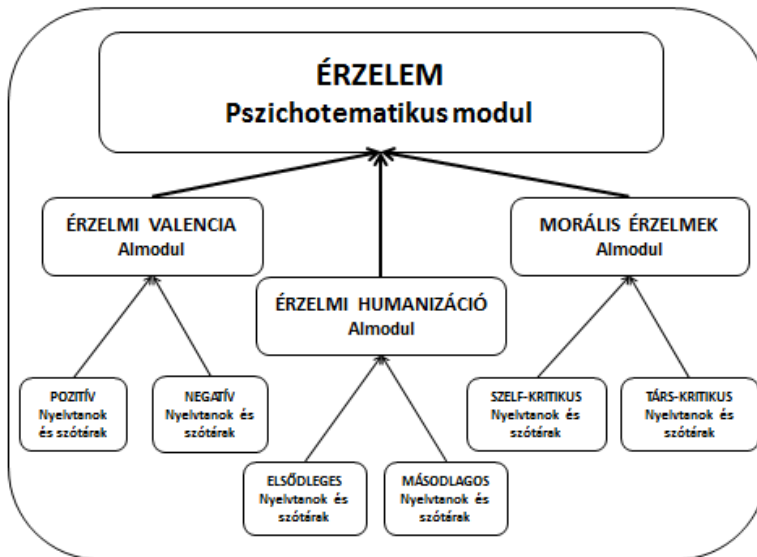 ÉRZELEM
Pszichotematikus modul
ÉRZELMI VALENCIA
Almodul
MORÁLIS ÉRZELMEK
Almodul
ÉRZELMI HUMANIZÁCIÓ
Almodul
POZITÍV
Nyelvtanok
és szótárak
NEGATÍV
Nyelvtanok és
szótárak
SZELF-KRITIKUS
Nyelvtanok és
szótárak
TÁRS-KRITIKUS
Nyelvtanok és
szótárak
ELSŐDLEGES
Nyelvtanok és
szótárak
MÁSODLAGOS
Nyelvtanok és
szótárak